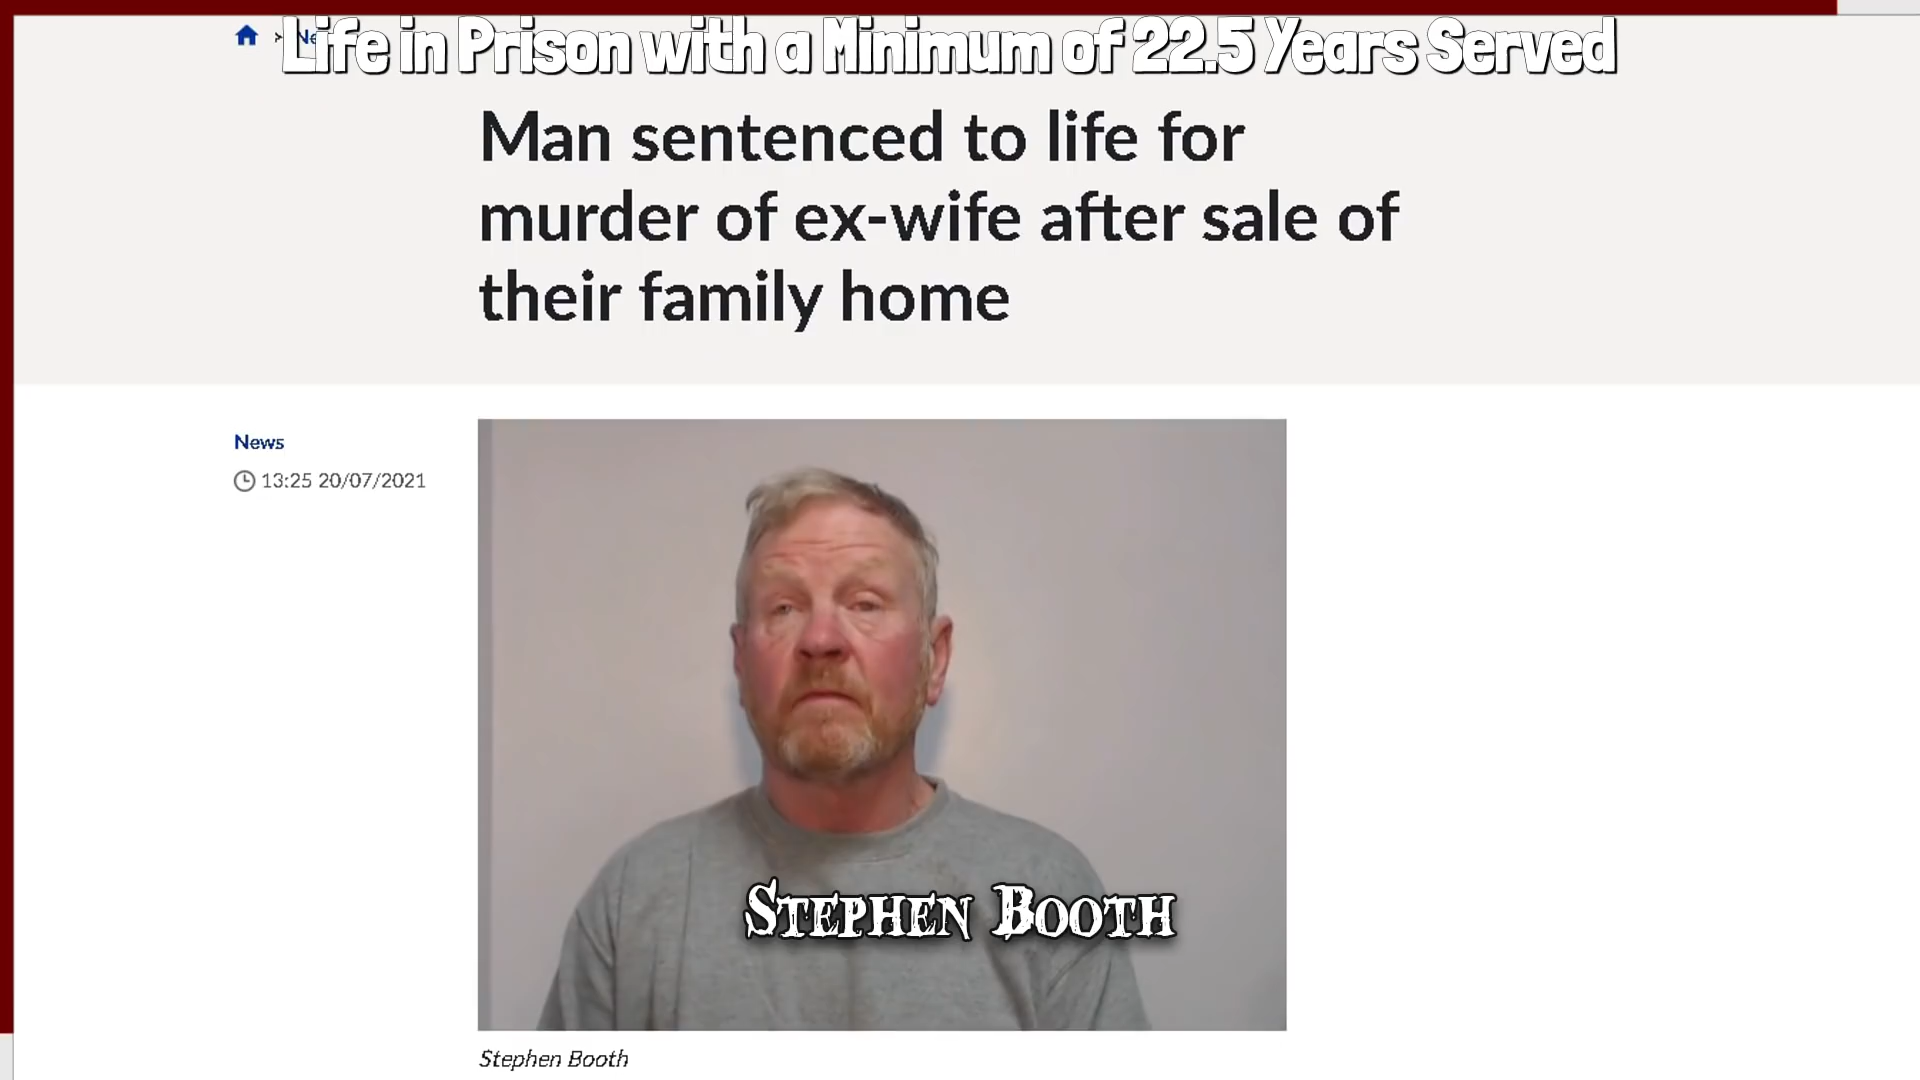 Life in Prison with a Minimum of 22.5 Years Served
Man sentenced to life for
murder of ex-wife after sale of
their family home
News
13:25 20/07/2021
Stephen Booth
Stephen Booth